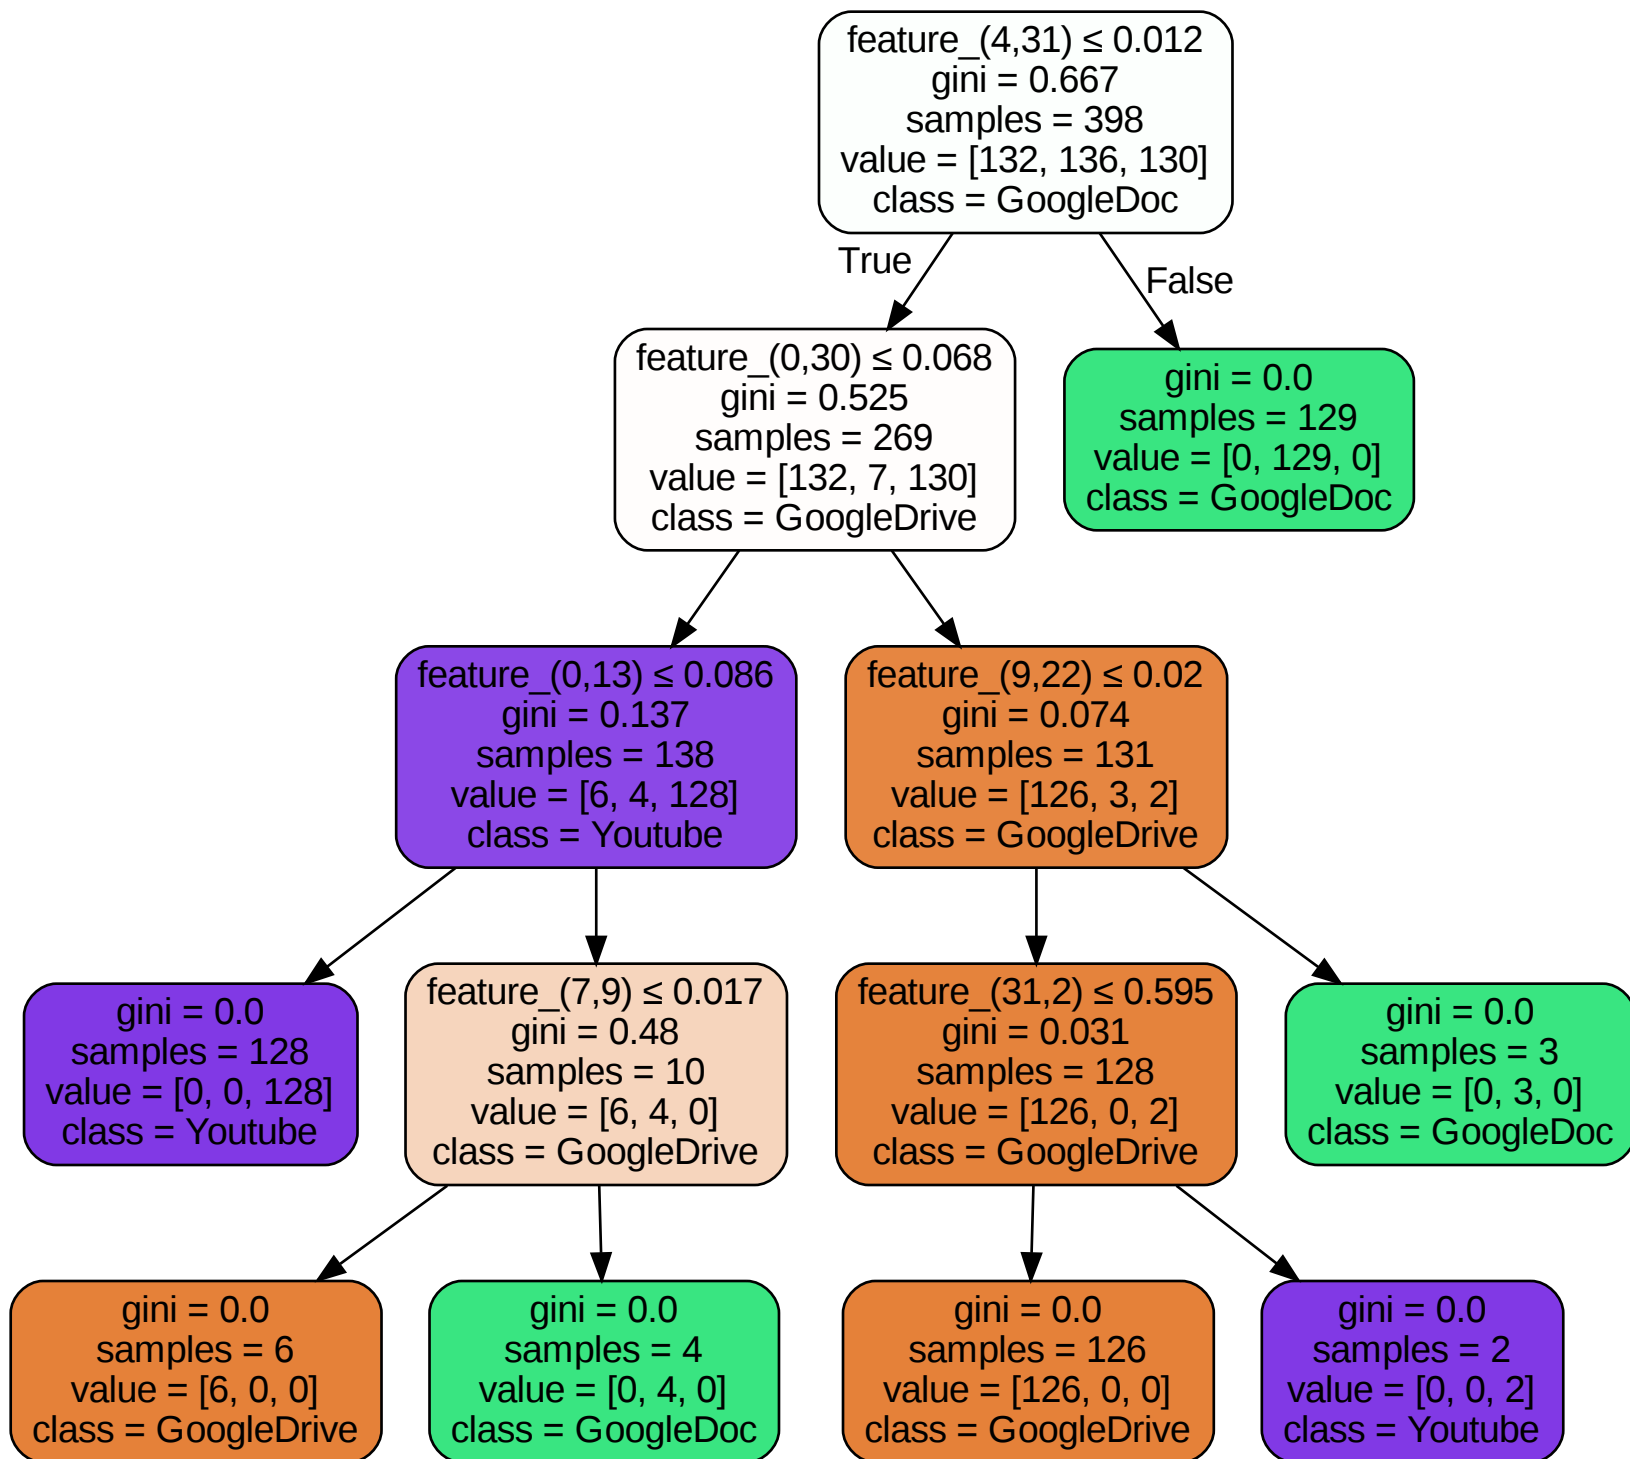 feature_(4,31) ≤ 0.012
gini = 0.667
samples = 398
value = [132, 136, 130]
class = GoogleDoc
True
False
feature_(0,30) ≤ 0.068
gini = 0.525
samples = 269
value = [132, 7, 130]
class = GoogleDrive
gini = 0.0
samples = 129
value = [0, 129, 0]
class = GoogleDoc
feature_(0,13) ≤ 0.086
gini = 0.137
samples = 138
value = [6, 4, 128]
class = Youtube
feature_(9,22) ≤ 0.02
gini = 0.074
samples = 131
value = [126, 3, 2]
class = GoogleDrive
gini = 0.0
samples = 128
value = [0, 0, 128]
class = Youtube
feature_(7,9) ≤ 0.017
gini = 0.48
samples = 10
value = [6, 4, 0]
class = GoogleDrive
feature_(31,2) ≤ 0.595
gini = 0.031
samples = 128
value = [126, 0, 2]
class = GoogleDrive
gini = 0.0
samples = 3
value = [0, 3, 0]
class = GoogleDoc
gini = 0.0
samples = 6
value = [6, 0, 0]
class = GoogleDrive
gini = 0.0
samples = 4
value = [0, 4, 0]
class = GoogleDoc
gini = 0.0
samples = 126
value = [126, 0, 0]
class = GoogleDrive
gini = 0.0
samples = 2
value = [0, 0, 2]
class = Youtube